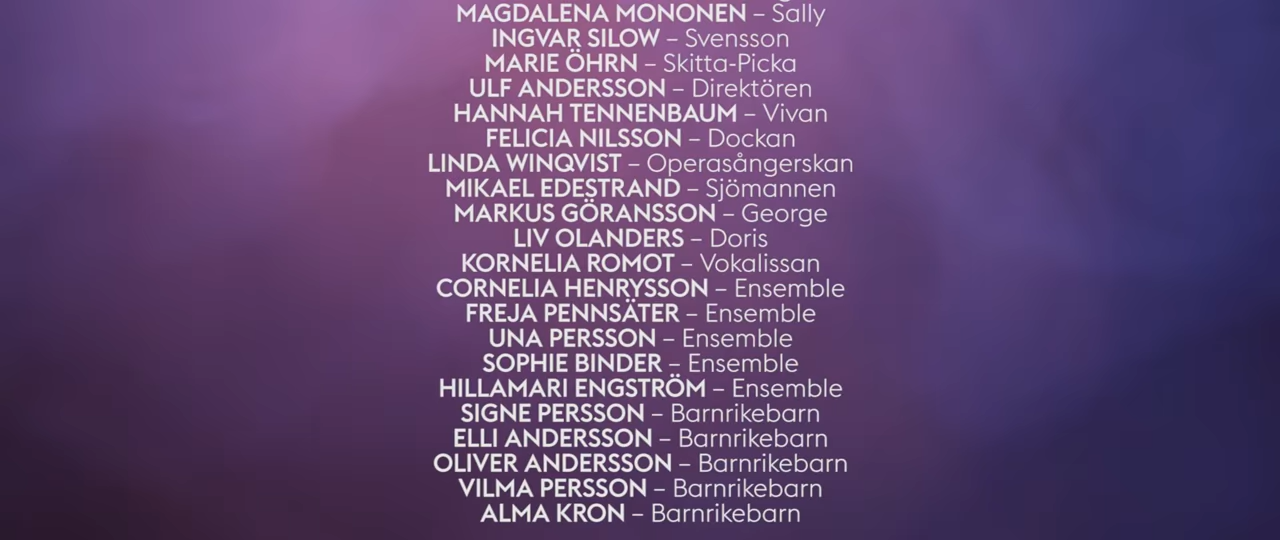 MAGDALENA MONONEN – Sally
INGVAR SILOW – Svensson
MARIE ÖHRN – Skitta-Picka
ULF ANDERSSON – Direktören
HANNAH TENNENBAUM – Vivan
FELICIA NILSSON – Dockan
LINDA WINQVIST – Operasångerskan
MIKAEL EDESTRAND – Sjömannen
MARKUS GÖRANSSON – George
LIV OLANDERS – Doris
KORNELIA ROMOT – Vokalissan
CORNELIA HENRYSSON – Ensemble
FREJA PENNSÄTER – Ensemble
UNA PERSSON – Ensemble
SOPHIE BINDER – Ensemble
HILLAMARI ENGSTRÖM – Ensemble
SIGNE PERSSON – Barnrikebarn
ELLI ANDERSSON – Barnrikebarn
OLIVER ANDERSSON – Barnrikebarn
VILMA PERSSON – Barnrikebarn
ALMA KRON – Barnrikebarn